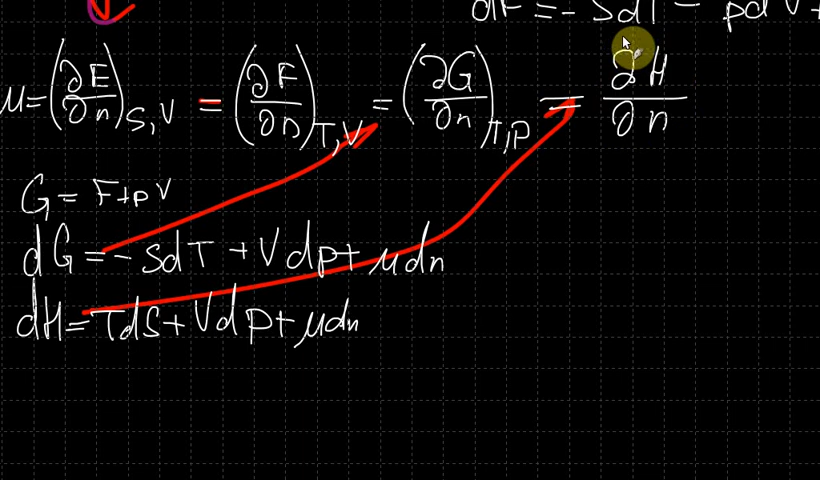 dF = - SdT - pdV +
μ = (∂E/∂n)S,V = (∂F/∂n)T,V = (∂G/∂n)T,P = ∂H/∂n
G = F+pV
dG = - SdT + Vdp + μdn
dH = TdS + Vdp + μdn